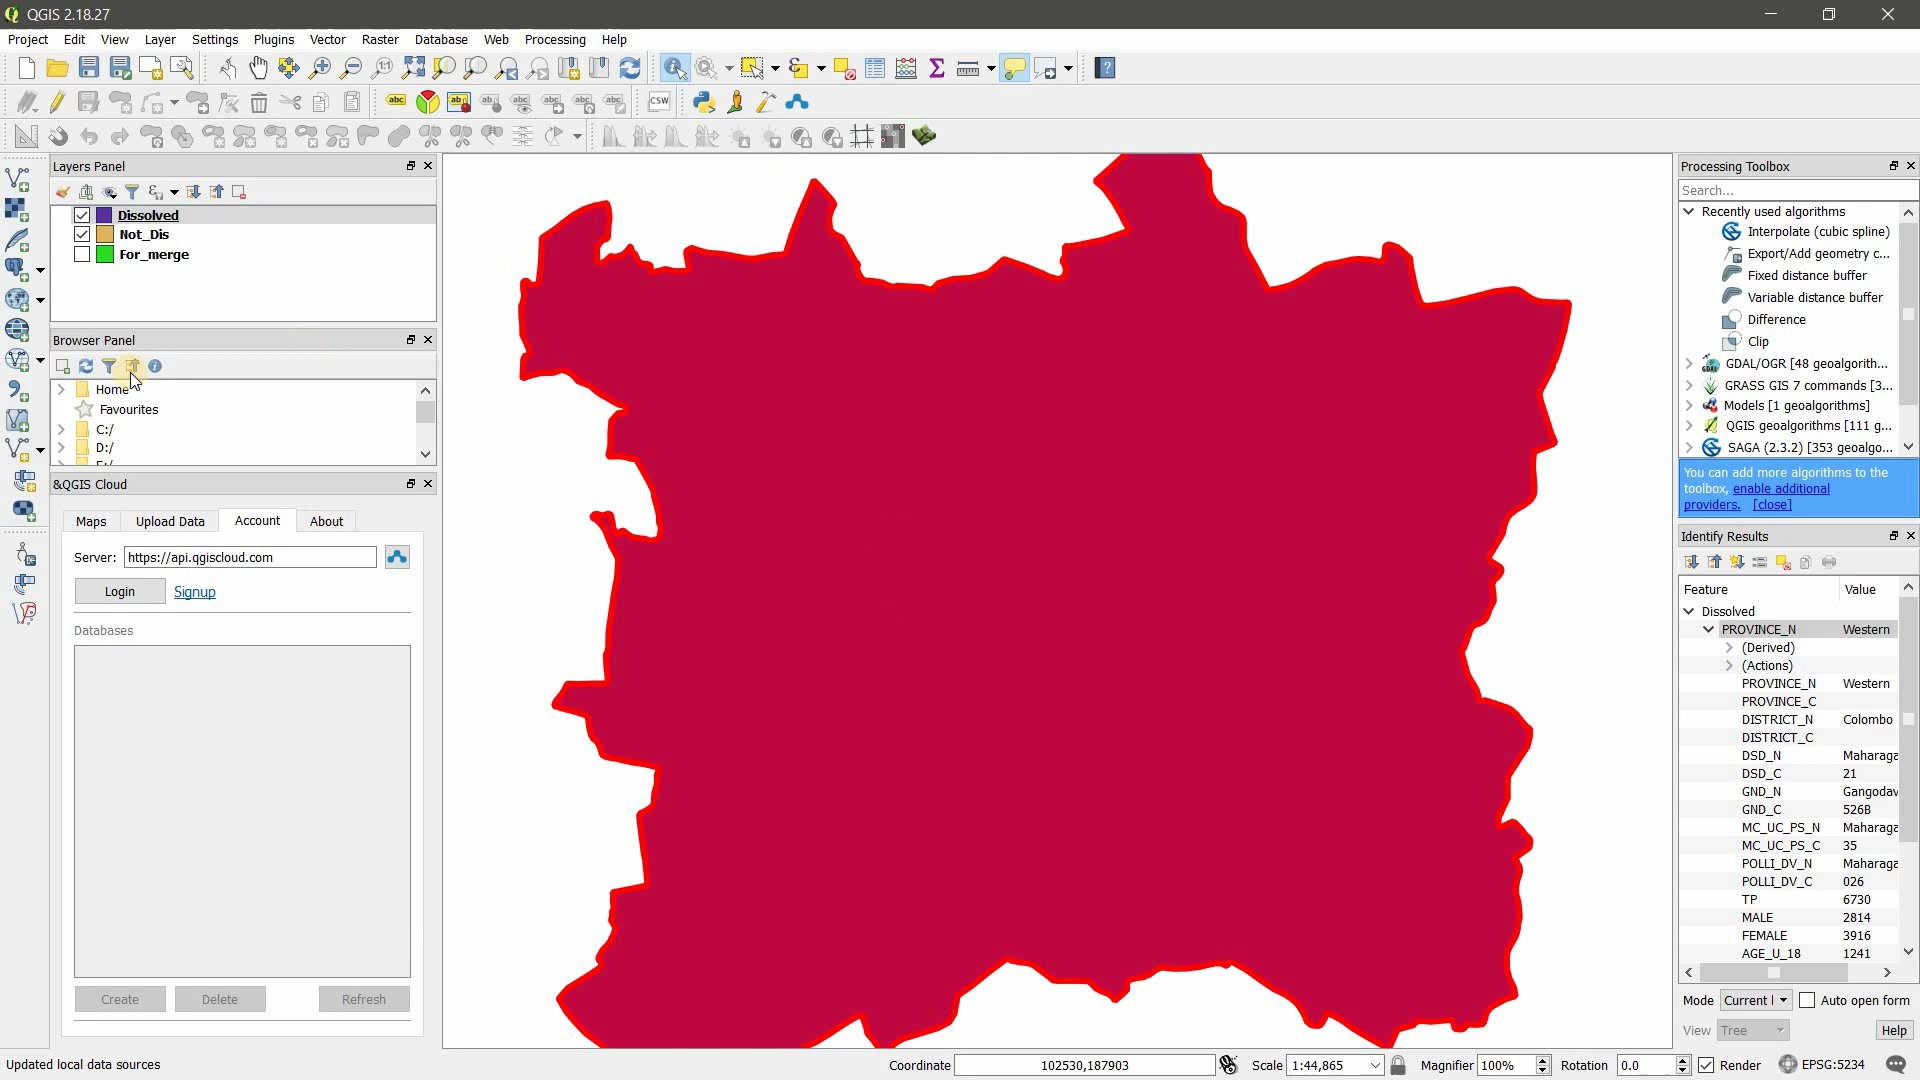 QGIS 2.18.27
Project Edit View Layer Settings Plugins Vector Raster Database Web Processing Help
CSW
Layers Panel
Dissolved
Not_Dis
For_merge
Browser Panel
Home
Favourites
C:/
D:/
&QGIS Cloud
Maps Upload Data Account About
Server: https://api.qgiscloud.com
Login Signup
Databases
Create Delete Refresh
Processing Toolbox
Search...
Recently used algorithms
Interpolate (cubic spline)
Export/Add geometry c...
Fixed distance buffer
Variable distance buffer
Difference
Clip
GDAL/OGR [48 geoalgorith...
GRASS GIS 7 commands [3...
Models [1 geoalgorithms]
QGIS geoalgorithms [111 g...
SAGA (2.3.2) [353 geoalgo...
You can add more algorithms to the
toolbox, enable additional
providers. [close]
Identify Results
Feature Value
Dissolved
PROVINCE_N Western
(Derived)
(Actions)
PROVINCE_N Western
PROVINCE_C
DISTRICT_N Colombo
DISTRICT_C
DSD_N Maharaga
DSD_C 21
GND_N Gangodav
GND_C 526B
MC_UC_PS_N Maharaga
MC_UC_PS_C 35
POLLI_DV_N Maharaga
POLLI_DV_C 026
TP 6730
MALE 2814
FEMALE 3916
AGE_U_18 1241
Mode Current l Auto open form
View Tree Help
Updated local data sources Coordinate 102530,187903 Scale 1:44,865 Magnifier 100% Rotation 0.0 Render EPSG:5234